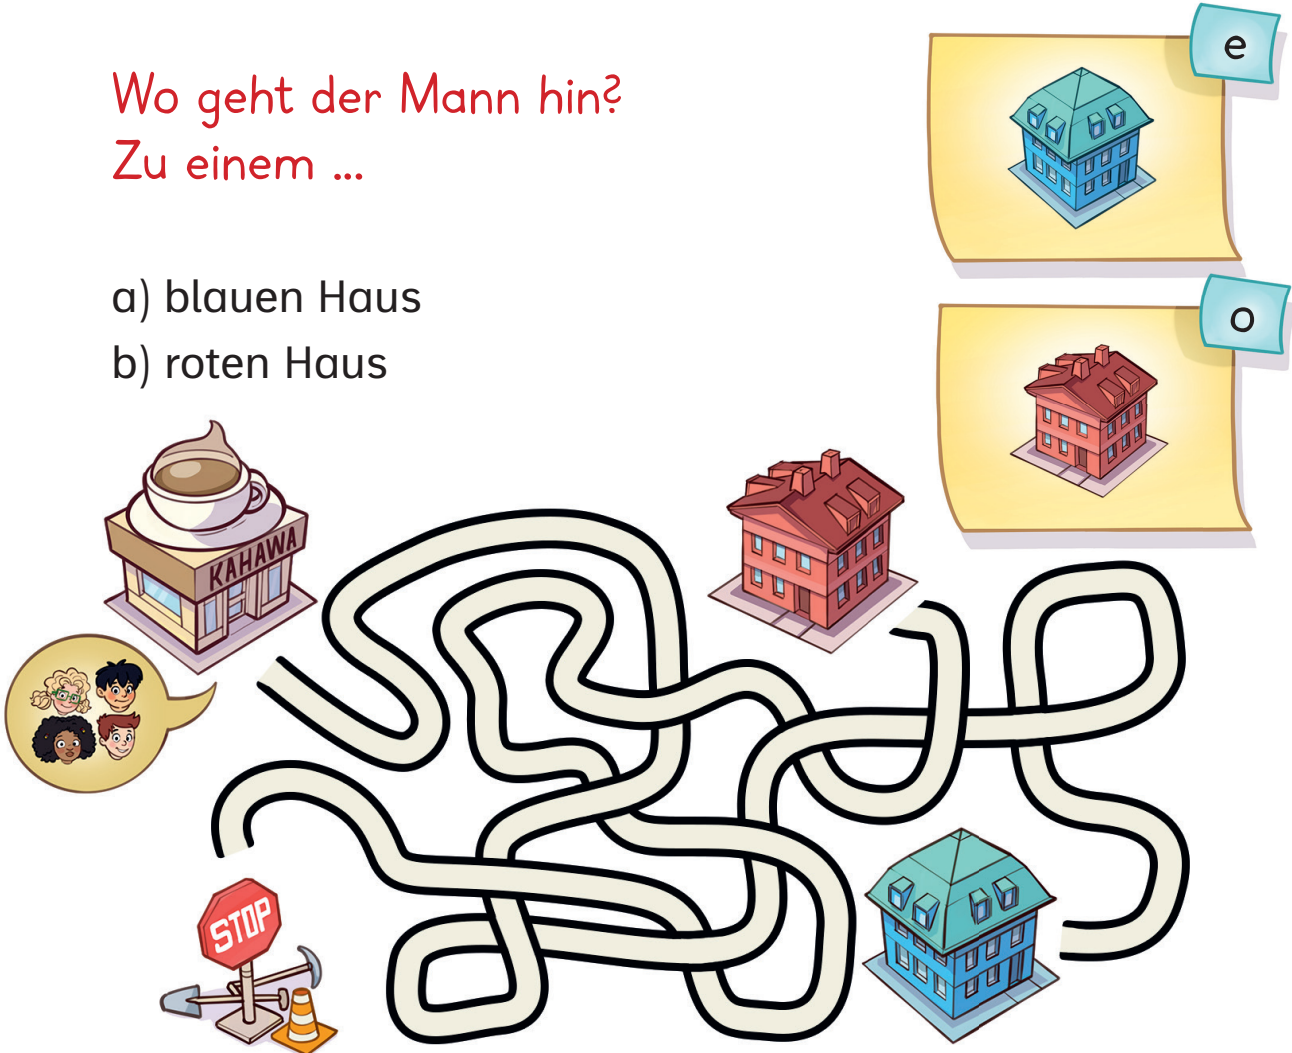 Wo geht der Mann hin?
Zu einem ...
a) blauen Haus
b) roten Haus
e
o
KAHAWA
STOP